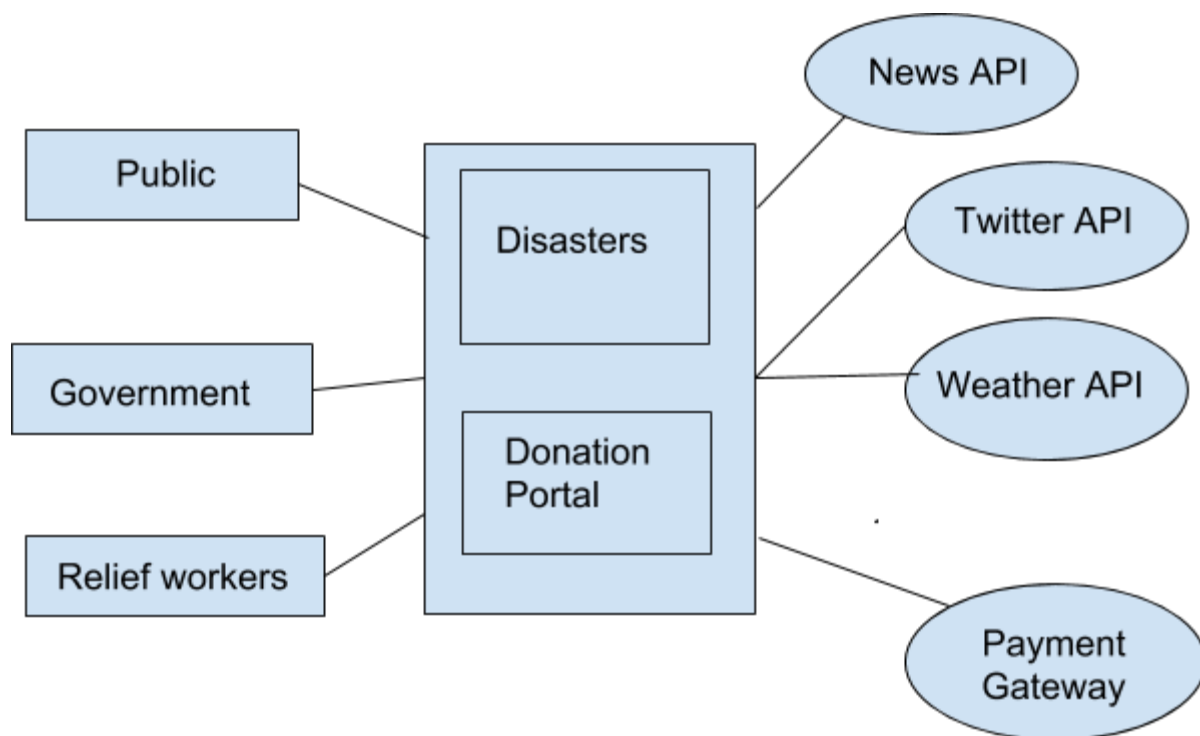 News API
Public
Twitter API
Disasters
Weather API
Government
Donation
Portal
Relief workers
Payment
Gateway